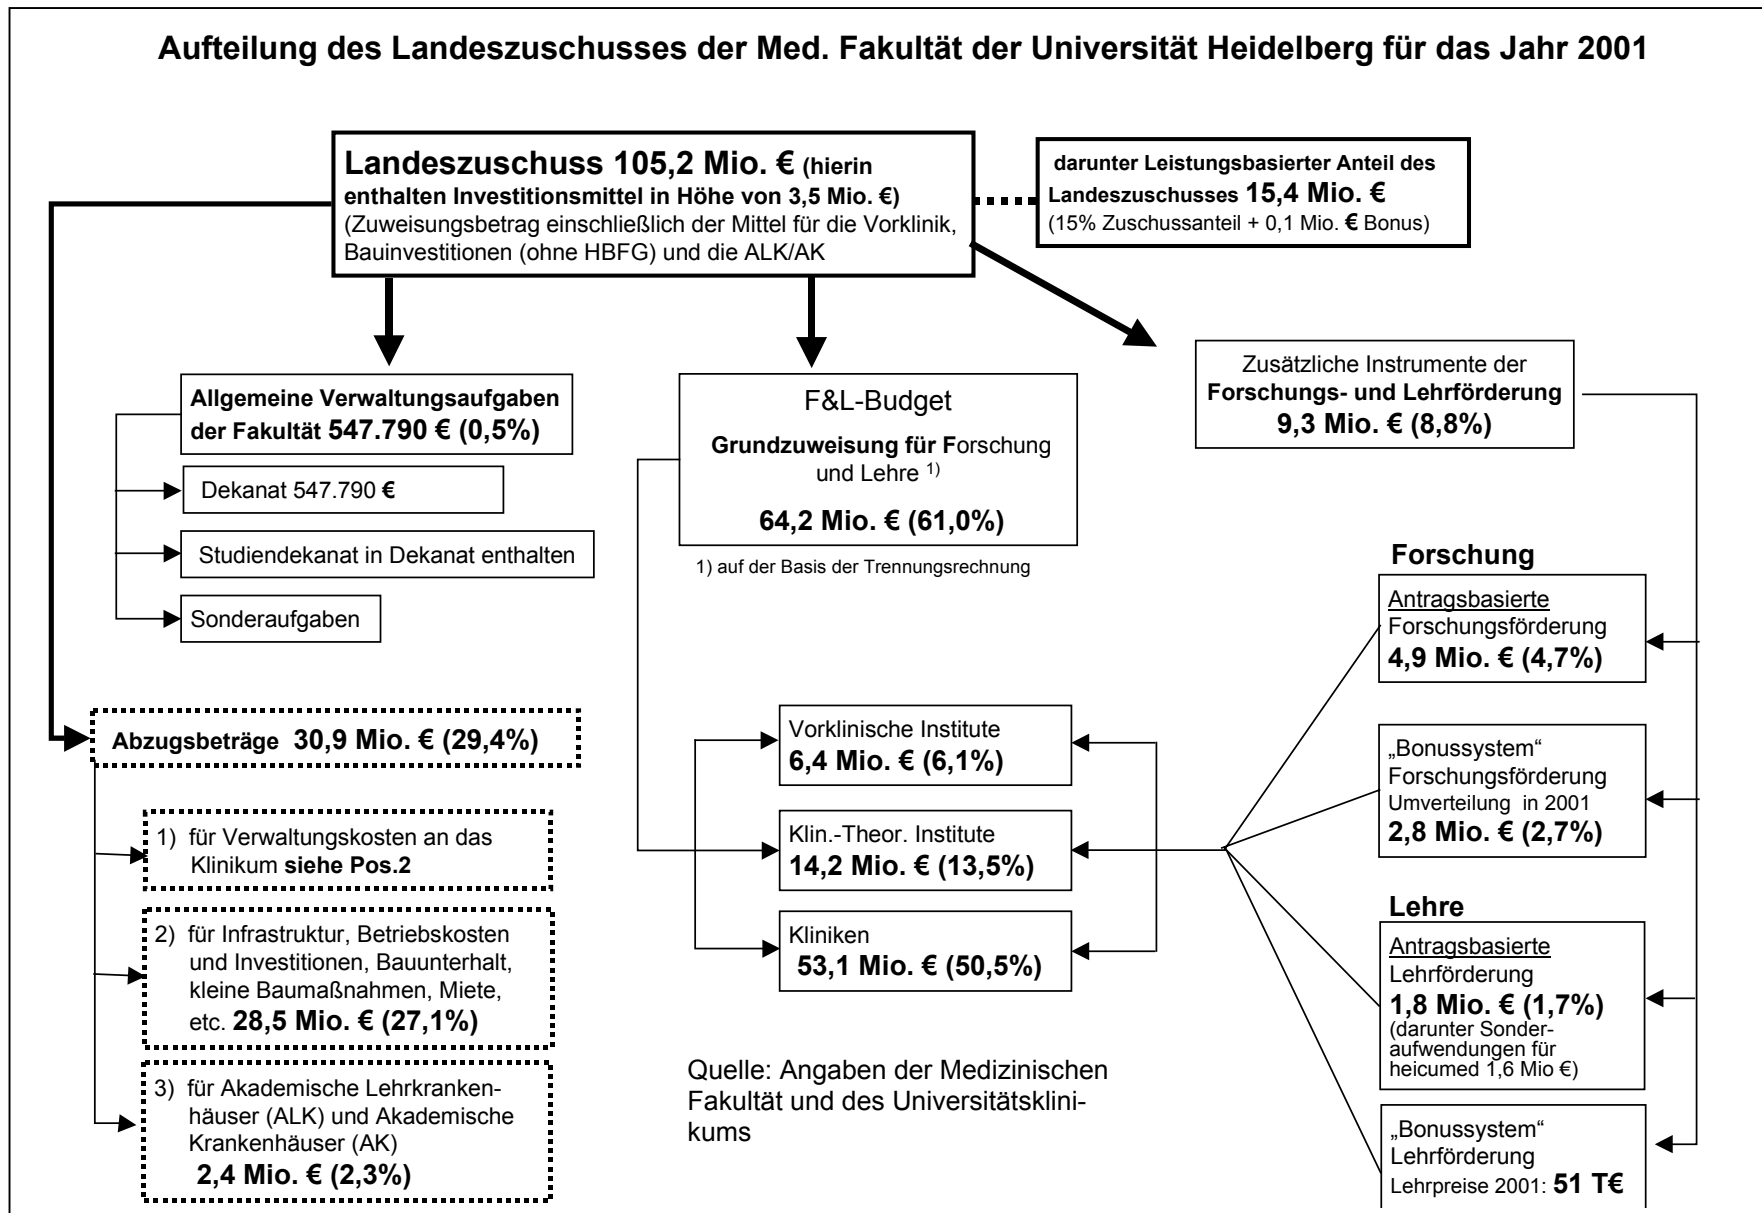 Aufteilung des Landeszuschusses der Med. Fakultät der Universität Heidelberg für das Jahr 2001
Landeszuschuss 105,2 Mio. € (hierin
enthalten Investitionsmittel in Höhe von 3,5 Mio. €)
(Zuweisungsbetrag einschließlich der Mittel für die Vorklinik,
Bauinvestitionen (ohne HBFG) und die ALK/AK
darunter Leistungsbasierter Anteil des
Landeszuschusses 15,4 Mio. €
(15% Zuschussanteil + 0,1 Mio. € Bonus)
Allgemeine Verwaltungsaufgaben
der Fakultät 547.790 € (0,5%)
Dekanat 547.790 €
Studiendekanat in Dekanat enthalten
Sonderaufgaben
F&L-Budget
Grundzuweisung für Forschung
und Lehre 1)
64,2 Mio. € (61,0%)
1) auf der Basis der Trennungsrechnung
Zusätzliche Instrumente der
Forschungs- und Lehrförderung
9,3 Mio. € (8,8%)
Abzugsbeträge 30,9 Mio. € (29,4%)
1) für Verwaltungskosten an das
Klinikum siehe Pos.2
2) für Infrastruktur, Betriebskosten
und Investitionen, Bauunterhalt,
kleine Baumaßnahmen, Miete,
etc. 28,5 Mio. € (27,1%)
3) für Akademische Lehrkranken-
häuser (ALK) und Akademische
Krankenhäuser (AK)
2,4 Mio. € (2,3%)
Vorklinische Institute
6,4 Mio. € (6,1%)
Klin.-Theor. Institute
14,2 Mio. € (13,5%)
Kliniken
53,1 Mio. € (50,5%)
Quelle: Angaben der Medizinischen
Fakultät und des Universitätsklini-
kums
Forschung
Antragsbasierte
Forschungsförderung
4,9 Mio. € (4,7%)
„Bonussystem“
Forschungsförderung
Umverteilung in 2001
2,8 Mio. € (2,7%)
Lehre
Antragsbasierte
Lehrförderung
1,8 Mio. € (1,7%)
(darunter Sonder-
aufwendungen für
heicumed 1,6 Mio €)
„Bonussystem“
Lehrförderung
Lehrpreise 2001: 51 T€